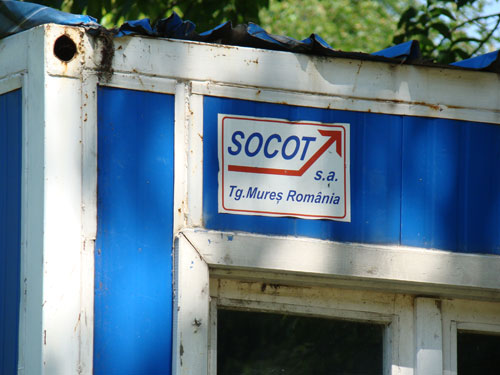 SOCOT
s.a.
Tg.Mureș România